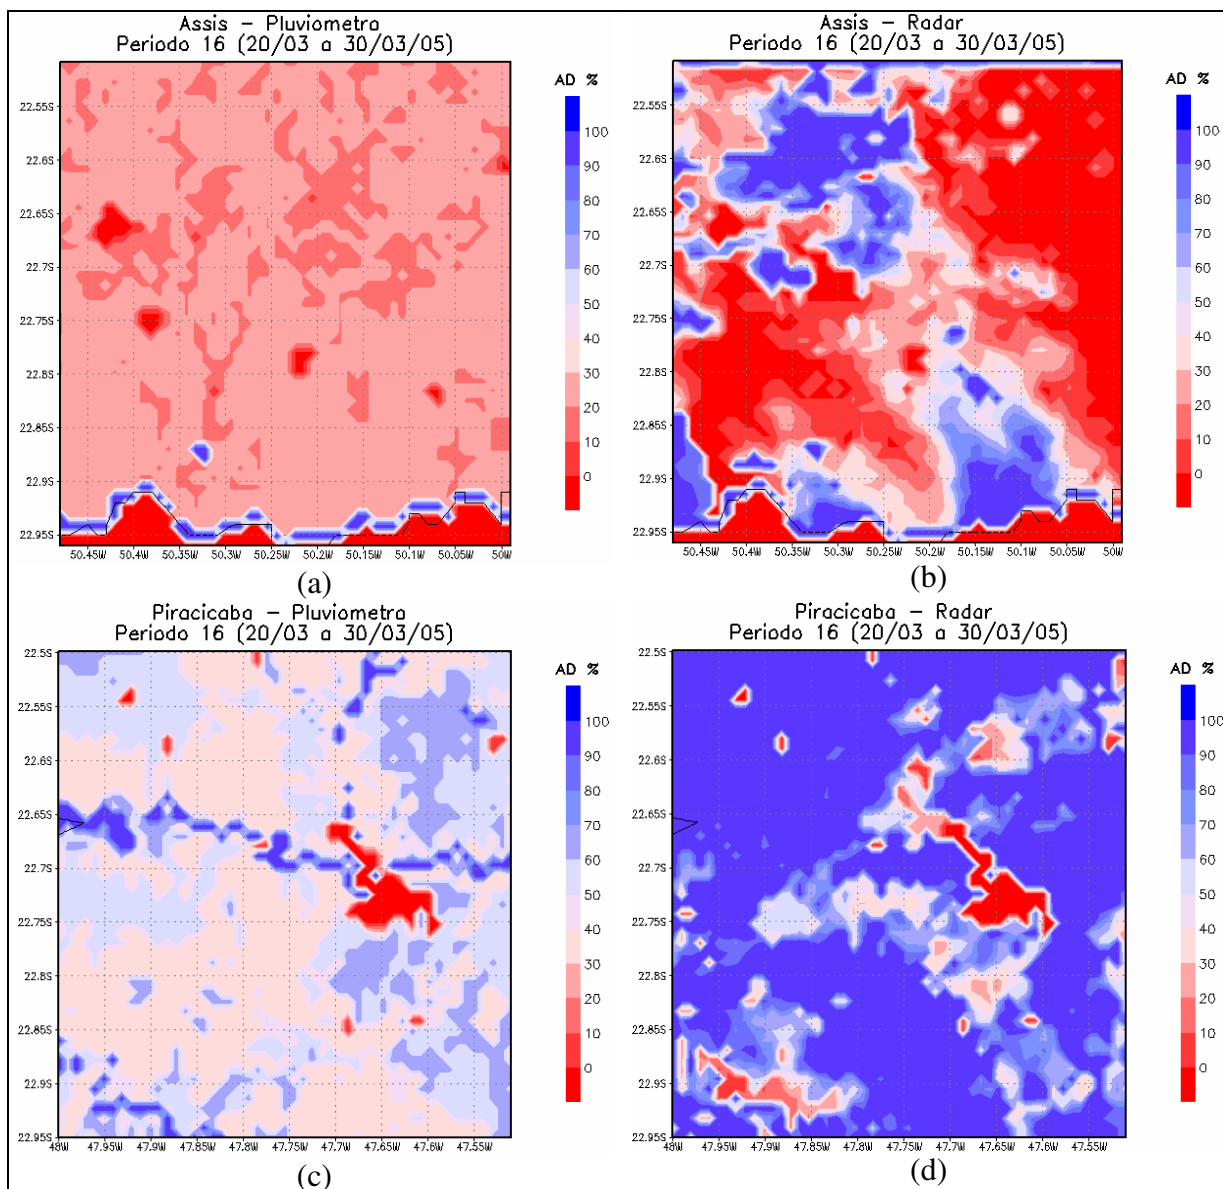 Assis – Pluviometro
Periodo 16 (20/03 a 30/03/05)
AD %
100
90
80
70
60
50
40
30
20
10
0
22.55S
22.6S
22.65S
22.7S
22.75S
22.8S
22.85S
22.9S
22.95S
50.45W 50.4W 50.35W 50.3W 50.25W 50.2W 50.15W 50.1W 50.05W 50W
(a)
Assis – Radar
Periodo 16 (20/03 a 30/03/05)
AD %
100
90
80
70
60
50
40
30
20
10
0
22.55S
22.6S
22.65S
22.7S
22.75S
22.8S
22.85S
22.9S
22.95S
50.45W 50.4W 50.35W 50.3W 50.25W 50.2W 50.15W 50.1W 50.05W 50W
(b)
Piracicaba – Pluviometro
Periodo 16 (20/03 a 30/03/05)
AD %
100
90
80
70
60
50
40
30
20
10
0
22.5S
22.55S
22.6S
22.65S
22.7S
22.75S
22.8S
22.85S
22.9S
22.95S
48W 47.95W 47.9W 47.85W 47.8W 47.75W 47.7W 47.65W 47.6W 47.55W
(c)
Piracicaba – Radar
Periodo 16 (20/03 a 30/03/05)
AD %
100
90
80
70
60
50
40
30
20
10
0
22.5S
22.55S
22.6S
22.65S
22.7S
22.75S
22.8S
22.85S
22.9S
22.95S
48W 47.95W 47.9W 47.85W 47.8W 47.75W 47.7W 47.65W 47.6W 47.55W
(d)